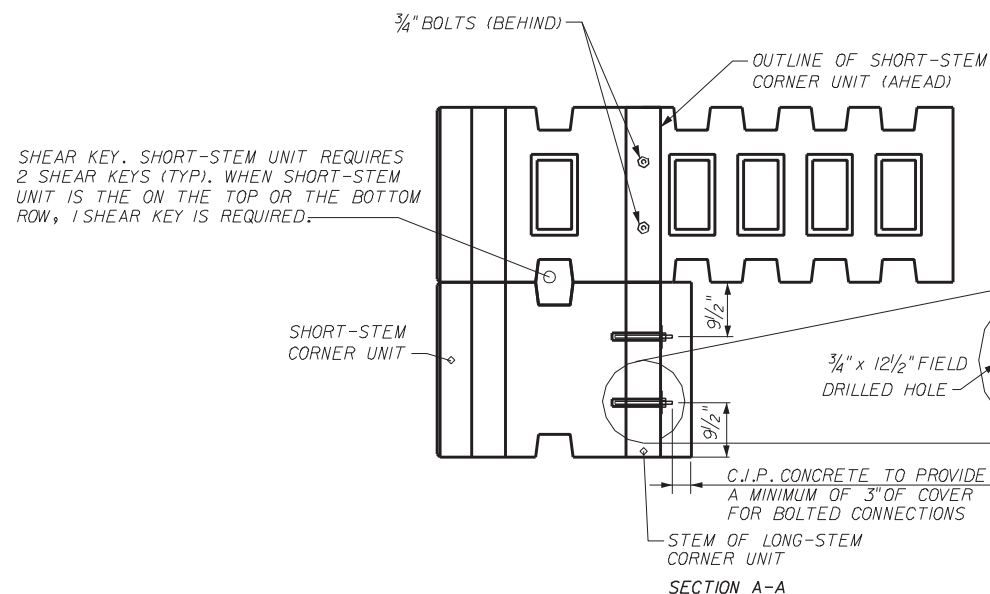 3/4" BOLTS (BEHIND)
OUTLINE OF SHORT-STEM
CORNER UNIT (AHEAD)
SHEAR KEY. SHORT-STEM UNIT REQUIRES
2 SHEAR KEYS (TYP). WHEN SHORT-STEM
UNIT IS THE ON THE TOP OR THE BOTTOM
ROW, 1 SHEAR KEY IS REQUIRED.
9 1/2"
SHORT-STEM
CORNER UNIT
3/4" x 12 1/2" FIELD
DRILLED HOLE
9 1/2"
C.I.P. CONCRETE TO PROVIDE
A MINIMUM OF 3" OF COVER
FOR BOLTED CONNECTIONS
STEM OF LONG-STEM
CORNER UNIT
SECTION A-A